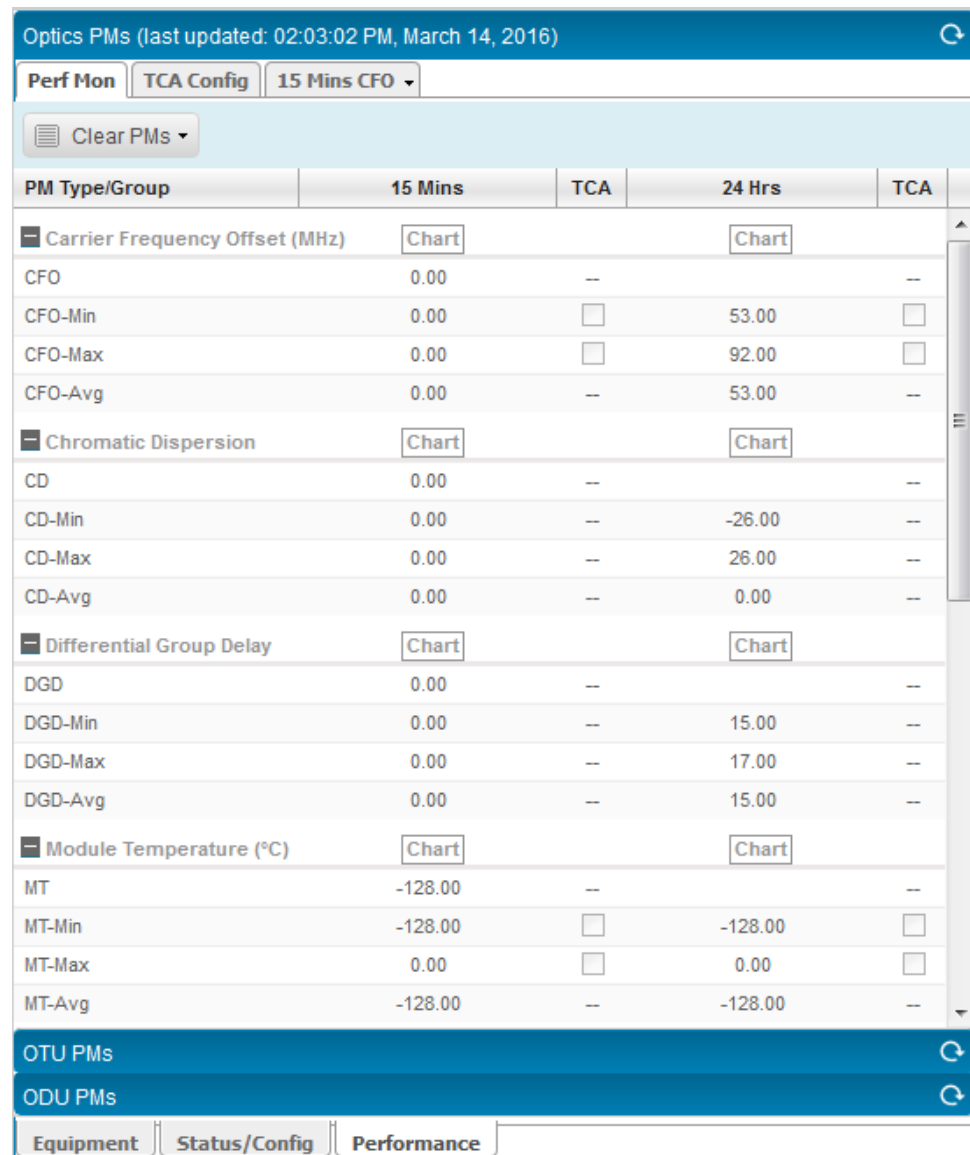 Optics PMs (last updated: 02:03:02 PM, March 14, 2016)
Perf Mon TCA Config 15 Mins CFO
Clear PMs
PM Type/Group 15 Mins TCA 24 Hrs TCA
Carrier Frequency Offset (MHz) Chart Chart
CFO 0.00 -- --
CFO-Min 0.00 53.00
CFO-Max 0.00 92.00
CFO-Avg 0.00 -- 53.00 --
Chromatic Dispersion Chart Chart
CD 0.00 -- --
CD-Min 0.00 -- -26.00 --
CD-Max 0.00 -- 26.00 --
CD-Avg 0.00 -- 0.00 --
Differential Group Delay Chart Chart
DGD 0.00 -- --
DGD-Min 0.00 -- 15.00 --
DGD-Max 0.00 -- 17.00 --
DGD-Avg 0.00 -- 15.00 --
Module Temperature (ºC) Chart Chart
MT -128.00 -- --
MT-Min -128.00 -128.00
MT-Max 0.00 0.00
MT-Avg -128.00 -- -128.00 --
OTU PMs
ODU PMs
Equipment Status/Config Performance